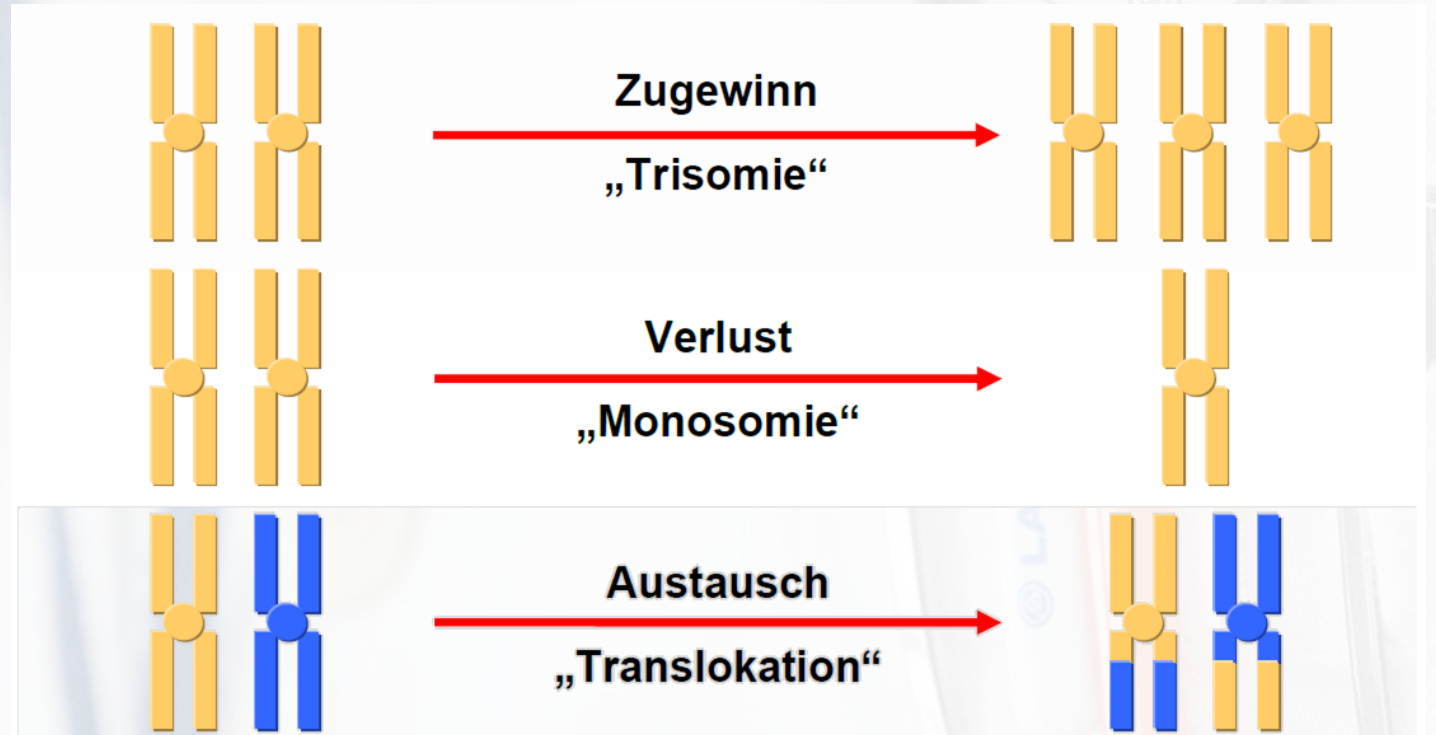 Zugewinn
„Trisomie“
Verlust
„Monosomie“
Austausch
„Translokation“